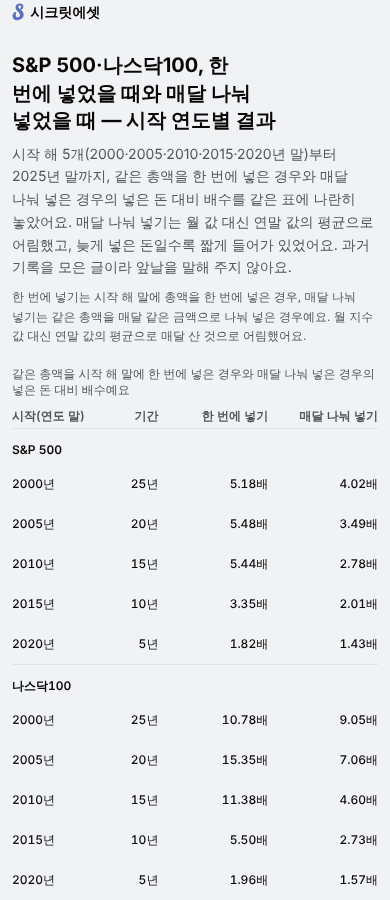 시크릿에셋
S&P 500·나스닥100, 한
번에 넣었을 때와 매달 나눠
넣었을 때 — 시작 연도별 결과
시작 해 5개(2000·2005·2010·2015·2020년 말)부터
2025년 말까지, 같은 총액을 한 번에 넣은 경우와 매달
나눠 넣은 경우의 넣은 돈 대비 배수를 같은 표에 나란히
놓았어요. 매달 나눠 넣기는 월 값 대신 연말 값의 평균으로
어림했고, 늦게 넣은 돈일수록 짧게 들어가 있었어요. 과거
기록을 모은 글이라 앞날을 말해 주지 않아요.
한 번에 넣기는 시작 해 말에 총액을 한 번에 넣은 경우, 매달 나눠
넣기는 같은 총액을 매달 같은 금액으로 나눠 넣은 경우예요. 월 지수
값 대신 연말 값의 평균으로 매달 산 것으로 어림했어요.
같은 총액을 시작 해 말에 한 번에 넣은 경우와 매달 나눠 넣은 경우의
넣은 돈 대비 배수예요
시작(연도 말) 기간 한 번에 넣기 매달 나눠 넣기
S&P 500
2000년 25년 5.18배 4.02배
2005년 20년 5.48배 3.49배
2010년 15년 5.44배 2.78배
2015년 10년 3.35배 2.01배
2020년 5년 1.82배 1.43배
나스닥100
2000년 25년 10.78배 9.05배
2005년 20년 15.35배 7.06배
2010년 15년 11.38배 4.60배
2015년 10년 5.50배 2.73배
2020년 5년 1.96배 1.57배